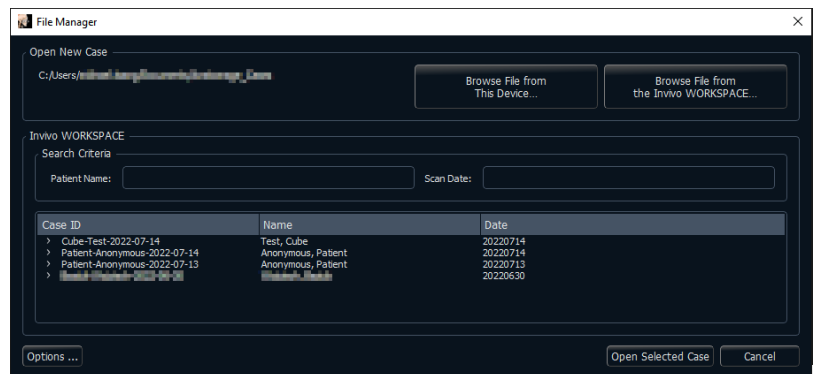 File Manager
Open New Case
C:/Users/
Browse File from
This Device...
Browse File from
the Invivo WORKSPACE...
Invivo WORKSPACE
Search Criteria
Patient Name:
Scan Date:
Case ID Name Date
Cube-Test-2022-07-14 Test, Cube 20220714
Patient-Anonymous-2022-07-14 Anonymous, Patient 20220714
Patient-Anonymous-2022-07-13 Anonymous, Patient 20220713
20220630
Options ...
Open Selected Case
Cancel